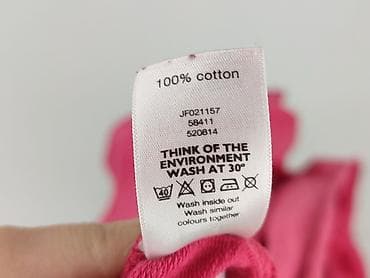 100% cotton
JF021157
58411
520814
THINK OF THE
ENVIRONMENT
WASH AT 30°
40
Wash inside out
Wash similar
colours together